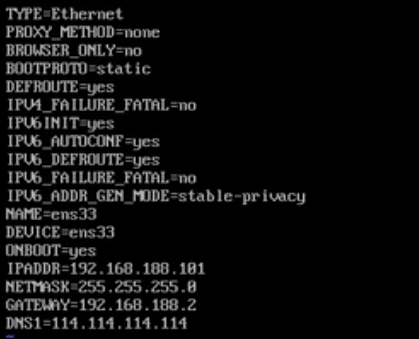 TYPE=Ethernet
PROXY_METHOD=none
BROWSER_ONLY=no
BOOTPROTO=static
DEFROUTE=yes
IPV4_FAILURE_FATAL=no
IPV6INIT=yes
IPV6_AUTOCONF=yes
IPV6_DEFROUTE=yes
IPV6_FAILURE_FATAL=no
IPV6_ADDR_GEN_MODE=stable-privacy
NAME=ens33
DEVICE=ens33
ONBOOT=yes
IPADDR=192.168.188.101
NETMASK=255.255.255.0
GATEWAY=192.168.188.2
DNS1=114.114.114.114
~